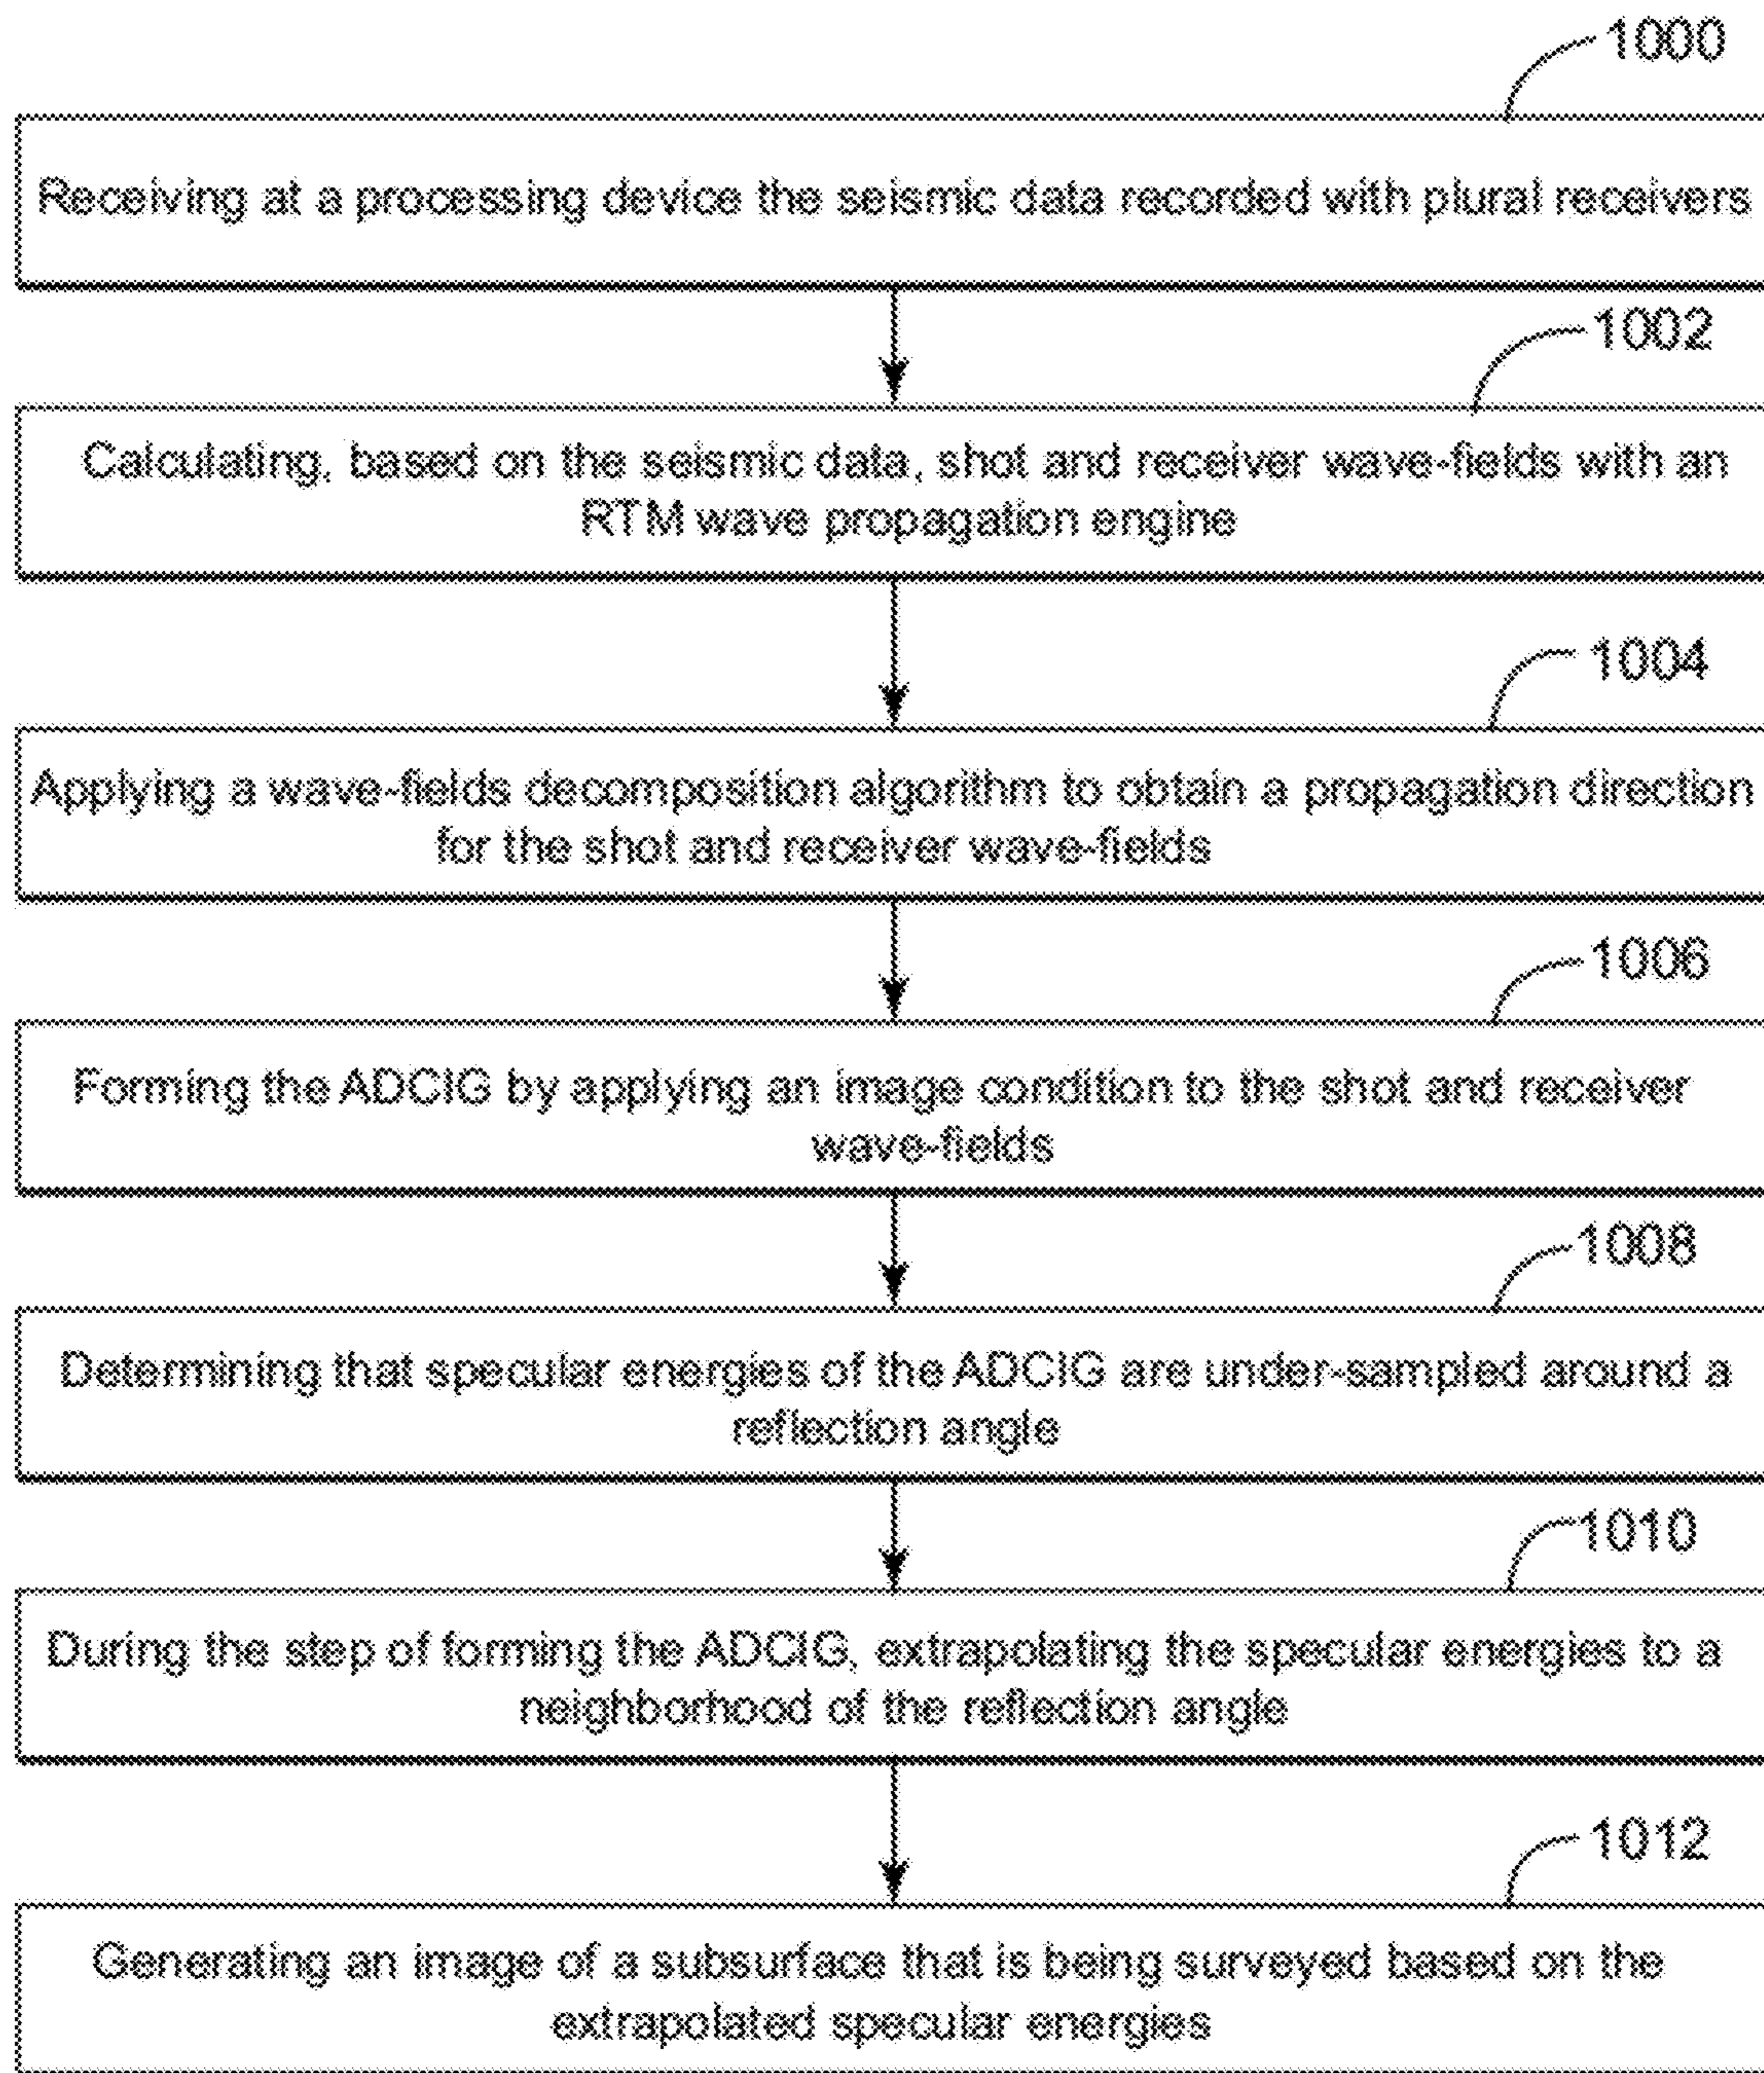 1000
Receiving at a processing device the seismic data recorded with plural receivers
1002
Calculating, based on the seismic data, shot and receiver wave-fields with an
RTM wave propagation engine
1004
Applying a wave-fields decomposition algorithm to obtain a propagation direction
for the shot and receiver wave-fields
1006
Forming the ADCIG by applying an image condition to the shot and receiver
wave-fields
1008
Determining that specular energies of the ADCIG are under-sampled around a
reflection angle
1010
During the step of forming the ADCIG, extrapolating the specular energies to a
neighborhood of the reflection angle
1012
Generating an image of a subsurface that is being surveyed based on the
extrapolated specular energies